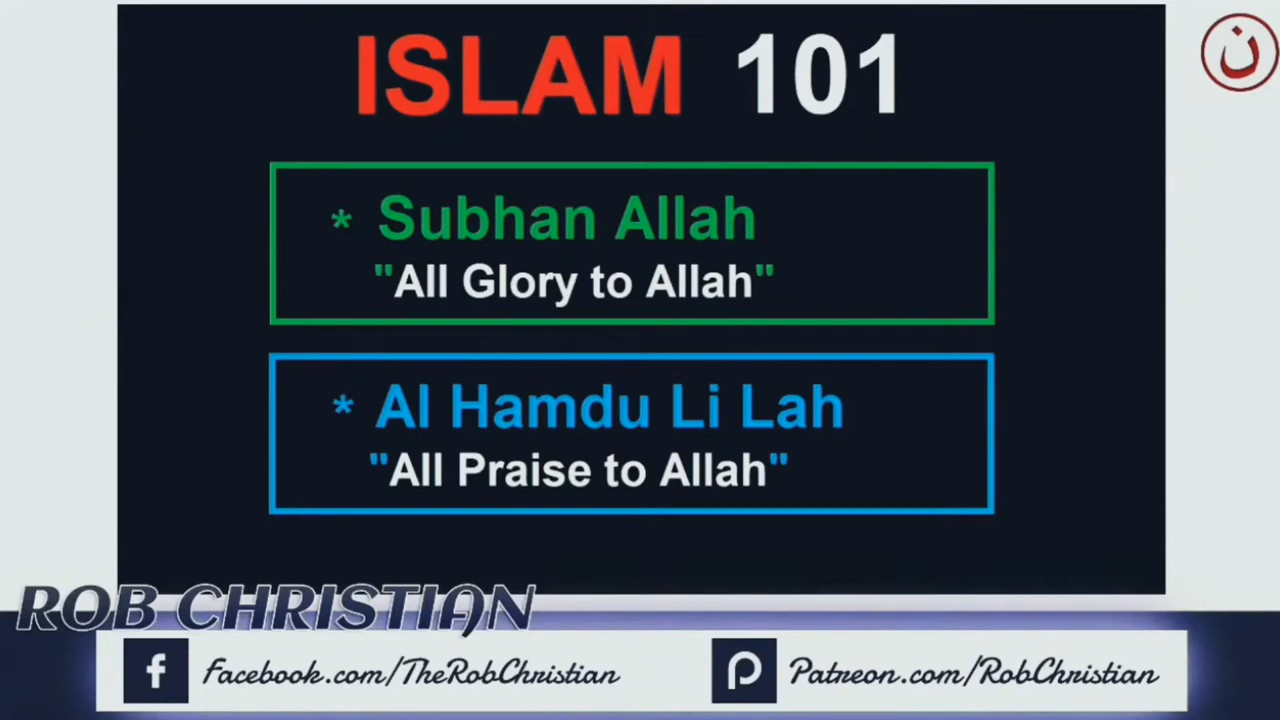 ISLAM 101
ن
* Subhan Allah
"All Glory to Allah"
* Al Hamdu Li Lah
"All Praise to Allah"
ROB CHRISTIAN
Facebook.com/TheRobChristian
Patreon.com/RobChristian